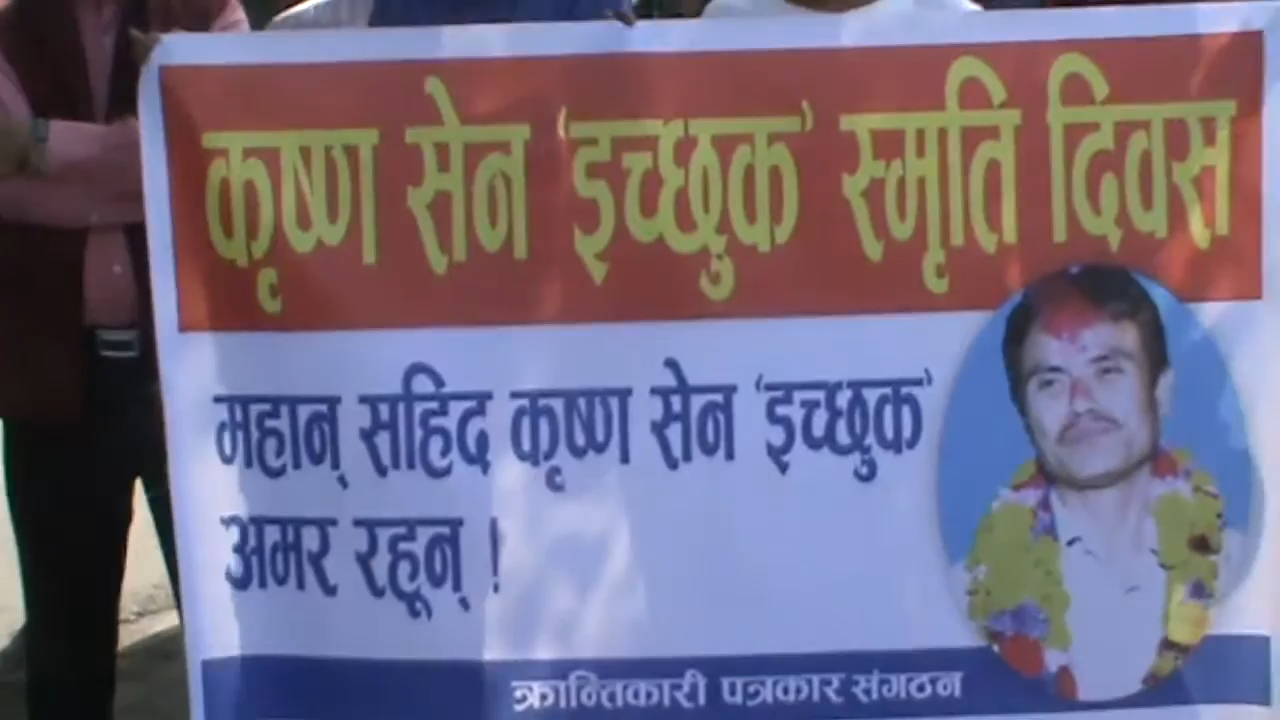 कृष्ण सेन 'इच्छुक' स्मृति दिवस
महान् सहिद कृष्ण सेन 'इच्छुक'
अमर रहून् !
क्रान्तिकारी पत्रकार संगठन